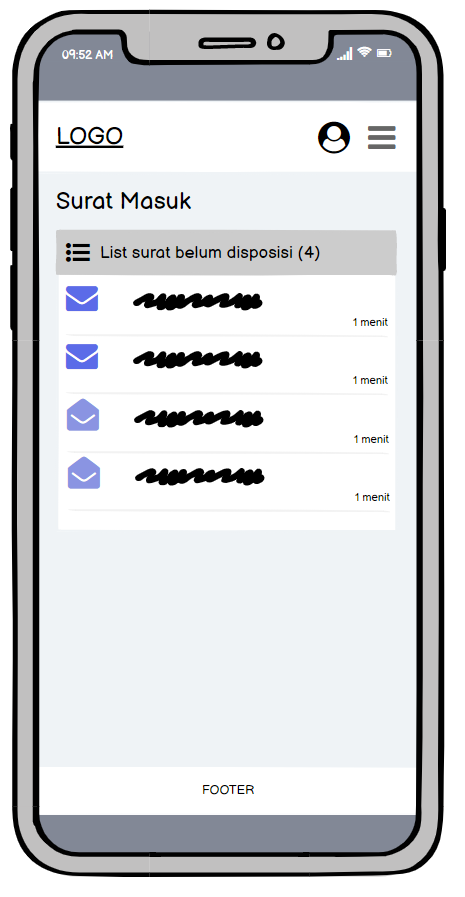 09:52 AM
LOGO
Surat Masuk
List surat belum disposisi (4)
1 menit
1 menit
1 menit
1 menit
FOOTER